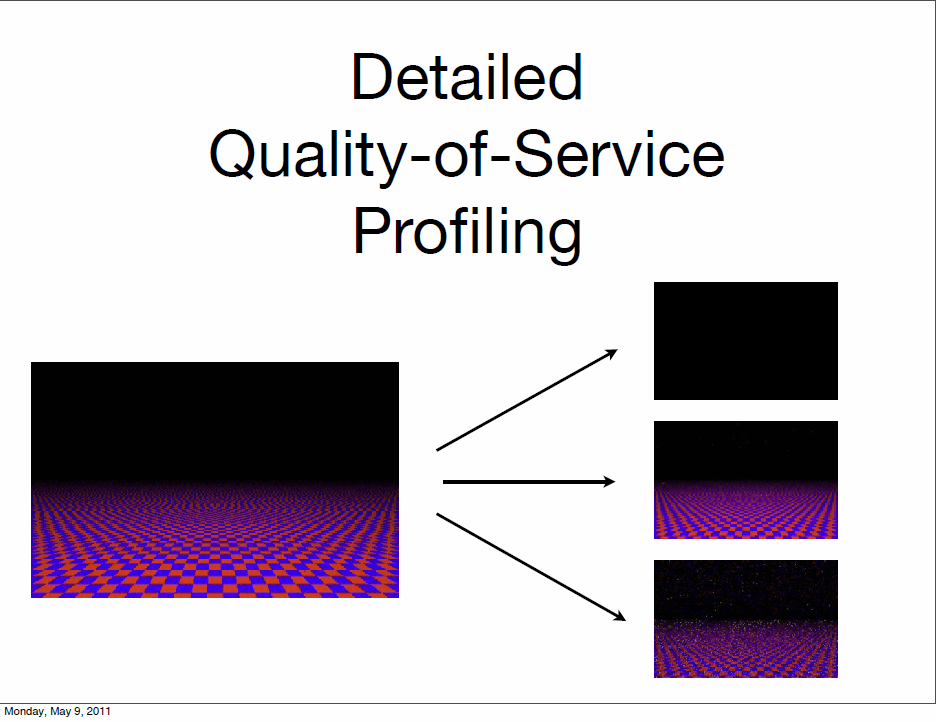 Detailed
Quality-of-Service
Profiling
Monday, May 9, 2011